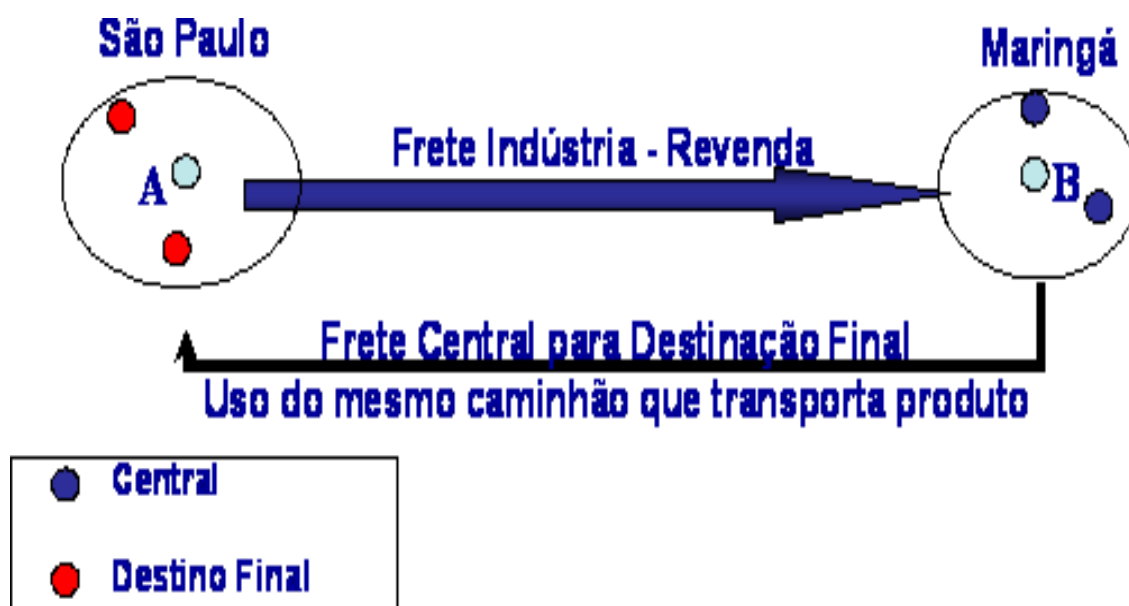 São Paulo
Maringá
Frete Indústria - Revenda
A
B
Frete Central para Destinação Final
Uso do mesmo caminhão que transporta produto
Central
Destino Final